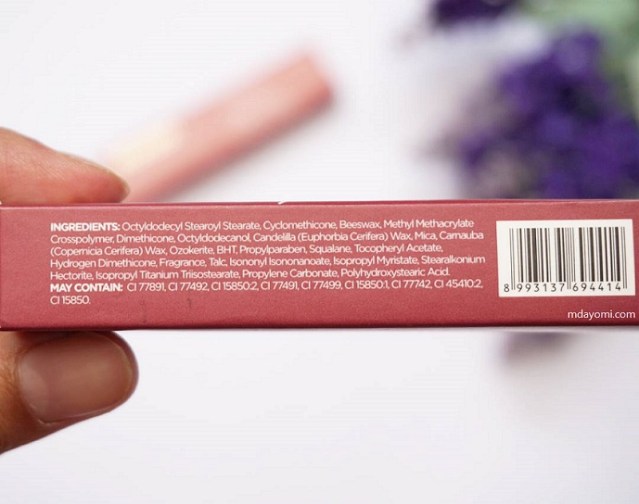 INGREDIENTS: Octyldodecyl Stearoyl Stearate, Cyclomethicone, Beeswax, Methyl Methacrylate
Crosspolymer, Dimethicone, Octyldodecanol, Candelilla (Euphorbia Cerifera) Wax, Mica, Carnauba
(Copernicia Cerifera) Wax, Ozokerite, BHT, Propylparaben, Squalane, Tocopheryl Acetate,
Hydrogen Dimethicone, Fragrance, Talc, Isononyl Isononanoate, Isopropyl Myristate, Stearalkonium
Hectorite, Isopropyl Titanium Triisostearate, Propylene Carbonate, Polyhydroxystearic Acid.
MAY CONTAIN: CI 77891, CI 77492, CI 15850:2, CI 77491, CI 77499, CI 15850:1, CI 77742, CI 45410:2,
CI 15850.
8 993137 694414
mdayomi.com